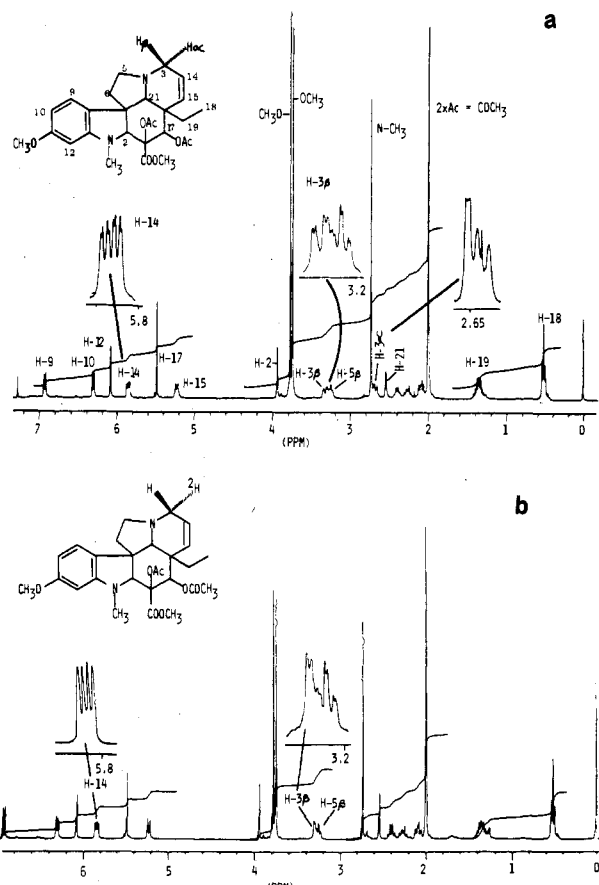 a
Hβ
Hα
5
N
3
14
6
21
15
9
18
10
OAc
17
19
CH₃O
12
N
2
OAc
CH₃
COOCH₃
CH₃O
OCH₃
N-CH₃
2xAc = COCH₃
H-14
H-3β
5.8
3.2
2.65
H-9
H-10
H-12
H-14
H-17
H-15
H-2
H-3β
H-5β
H-3α
H-21
H-19
H-18
7 6 5 4 3 2 1 0
(PPM)
b
H
²H
N
OAc
CH₃O
N
OCOCH₃
CH₃
COOCH₃
5.8
H-14
3.2
H-3β
H-5β
6 5 4 3 2 1 0
(PPM)